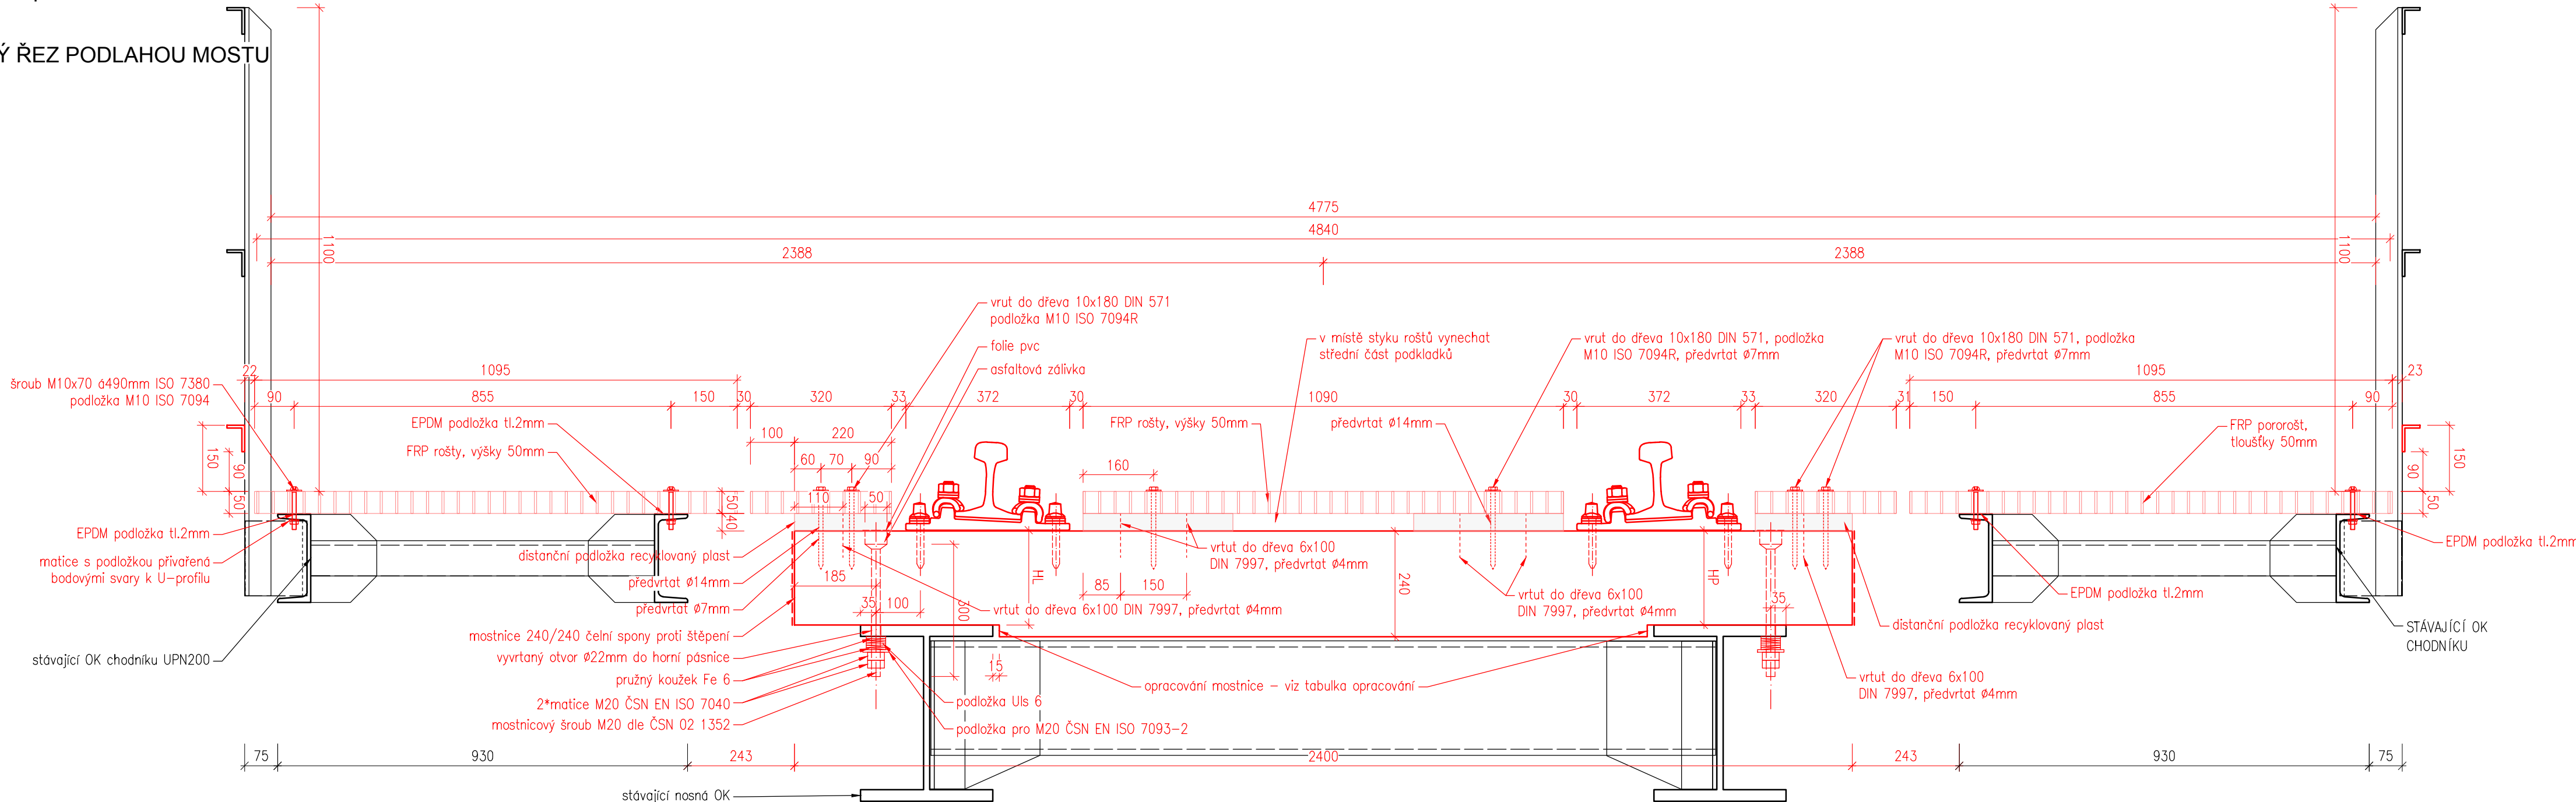 Ý ŘEZ PODLAHOU MOSTU
4775
4840
2388
2388
1100
1100
vrut do dřeva 10x180 DIN 571
podložka M10 ISO 7094R
folie pvc
asfaltová zálivka
v místě styku roštů vynechat
střední část podkladků
vrut do dřeva 10x180 DIN 571, podložka
M10 ISO 7094R, předvrtat ø7mm
vrut do dřeva 10x180 DIN 571, podložka
M10 ISO 7094R, předvrtat ø7mm
šroub M10x70 á490mm ISO 7380
podložka M10 ISO 7094
22
1095
1095
23
90
855
150
30
320
33
372
30
1090
30
372
33
320
31
150
855
90
EPDM podložka tl.2mm
FRP rošty, výšky 50mm
100
220
60
70
90
110
50
FRP rošty, výšky 50mm
160
předvrtat ø14mm
FRP pororošt,
tloušťky 50mm
150
90
50
50
40
150
90
50
EPDM podložka tl.2mm
matice s podložkou přivařená
bodovými svary k U-profilu
stávající OK chodníku UPN200
distanční padložka recyklovaný plast
předvrtat ø14mm
předvrtat ø7mm
mostnice 240/240 čelní spony proti štěpení
vyvrtaný otvor ø22mm do horní pásnice
pružný koužek Fe 6
2*matice M20 ČSN EN ISO 7040
mostnicový šroub M20 dle ČSN 02 1352
stávající nosná OK
185
35
100
300
15
HL
vrtut do dřeva 6x100
DIN 7997, předvrtat ø4mm
85
150
vrtut do dřeva 6x100 DIN 7997, předvrtat ø4mm
240
vrtut do dřeva 6x100
DIN 7997, předvrtat ø4mm
HP
35
opracování mostnice – viz tabulka opracování
podložka Uls 6
podložka pro M20 ČSN EN ISO 7093-2
EPDM podložka tl.2mm
EPDM podložka tl.2mm
distanční podložka recyklovaný plast
STÁVAJÍCÍ OK
CHODNÍKU
vrtut do dřeva 6x100
DIN 7997, předvrtat ø4mm
75
930
243
2400
243
930
75